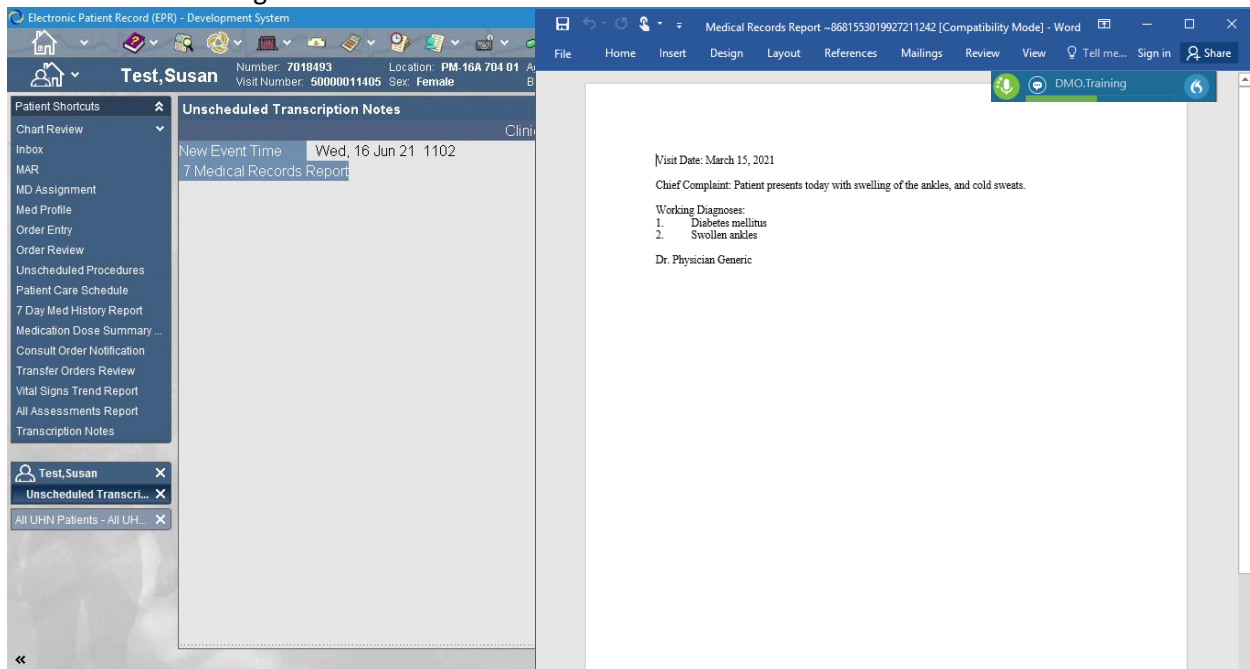 Electronic Patient Record (EPR) - Development System
Test,Susan
Number: 7018493
Location: PM-16A 704 01
Visit Number: 50000011405 Sex: Female
Patient Shortcuts
Chart Review
Inbox
MAR
MD Assignment
Med Profile
Order Entry
Order Review
Unscheduled Procedures
Patient Care Schedule
7 Day Med History Report
Medication Dose Summary ...
Consult Order Notification
Transfer Orders Review
Vital Signs Trend Report
All Assessments Report
Transcription Notes
Test,Susan
Unscheduled Transcri...
All UHN Patients - All UH...
«
Unscheduled Transcription Notes
New Event Time Wed, 16 Jun 21 1102
7 Medical Records Report
Medical Records Report ~8681553019927211242 [Compatibility Mode] - Word
File Home Insert Design Layout References Mailings Review View Tell me... Sign in Share
DMO.Training
Visit Date: March 15, 2021
Chief Complaint: Patient presents today with swelling of the ankles, and cold sweats.
Working Diagnoses:
1. Diabetes mellitus
2. Swollen ankles
Dr. Physician Generic